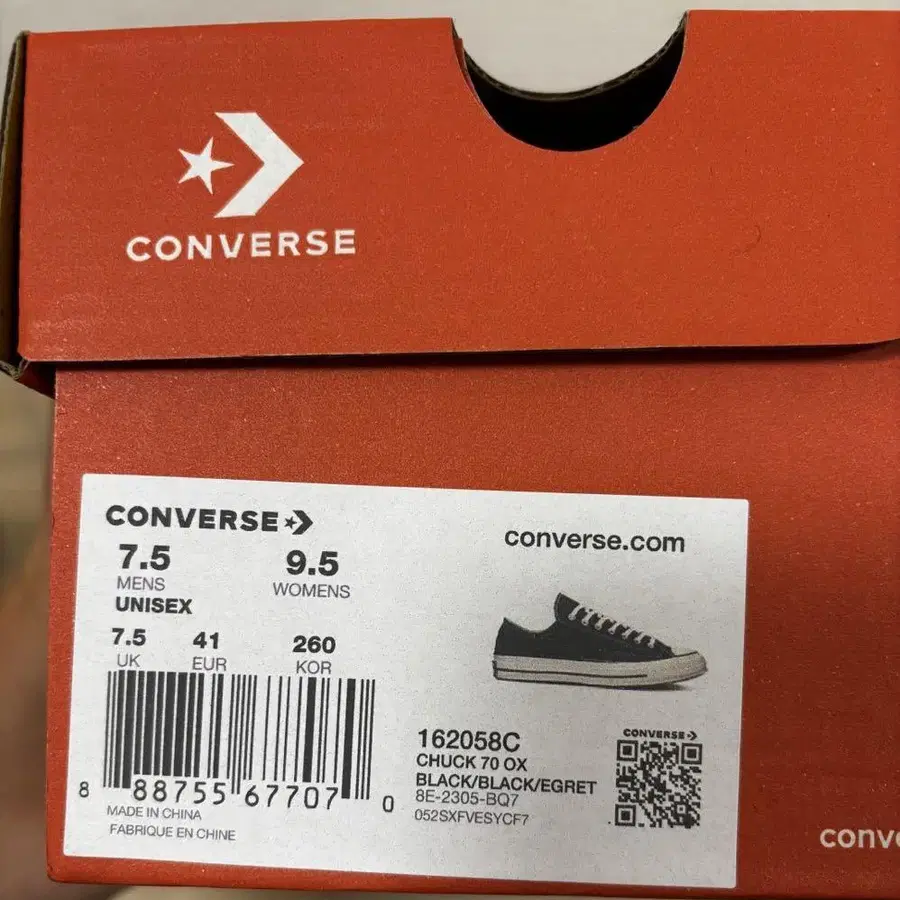 CONVERSE
CONVERSE
converse.com
7.5 9.5
MENS WOMENS
UNISEX
7.5 41 260
UK EUR KOR
8 88755 67707 0
MADE IN CHINA
FABRIQUE EN CHINE
162058C
CHUCK 70 OX
BLACK/BLACK/EGRET
8E-2305-BQ7
052SXFVESYCF7
CONVERSE
conve